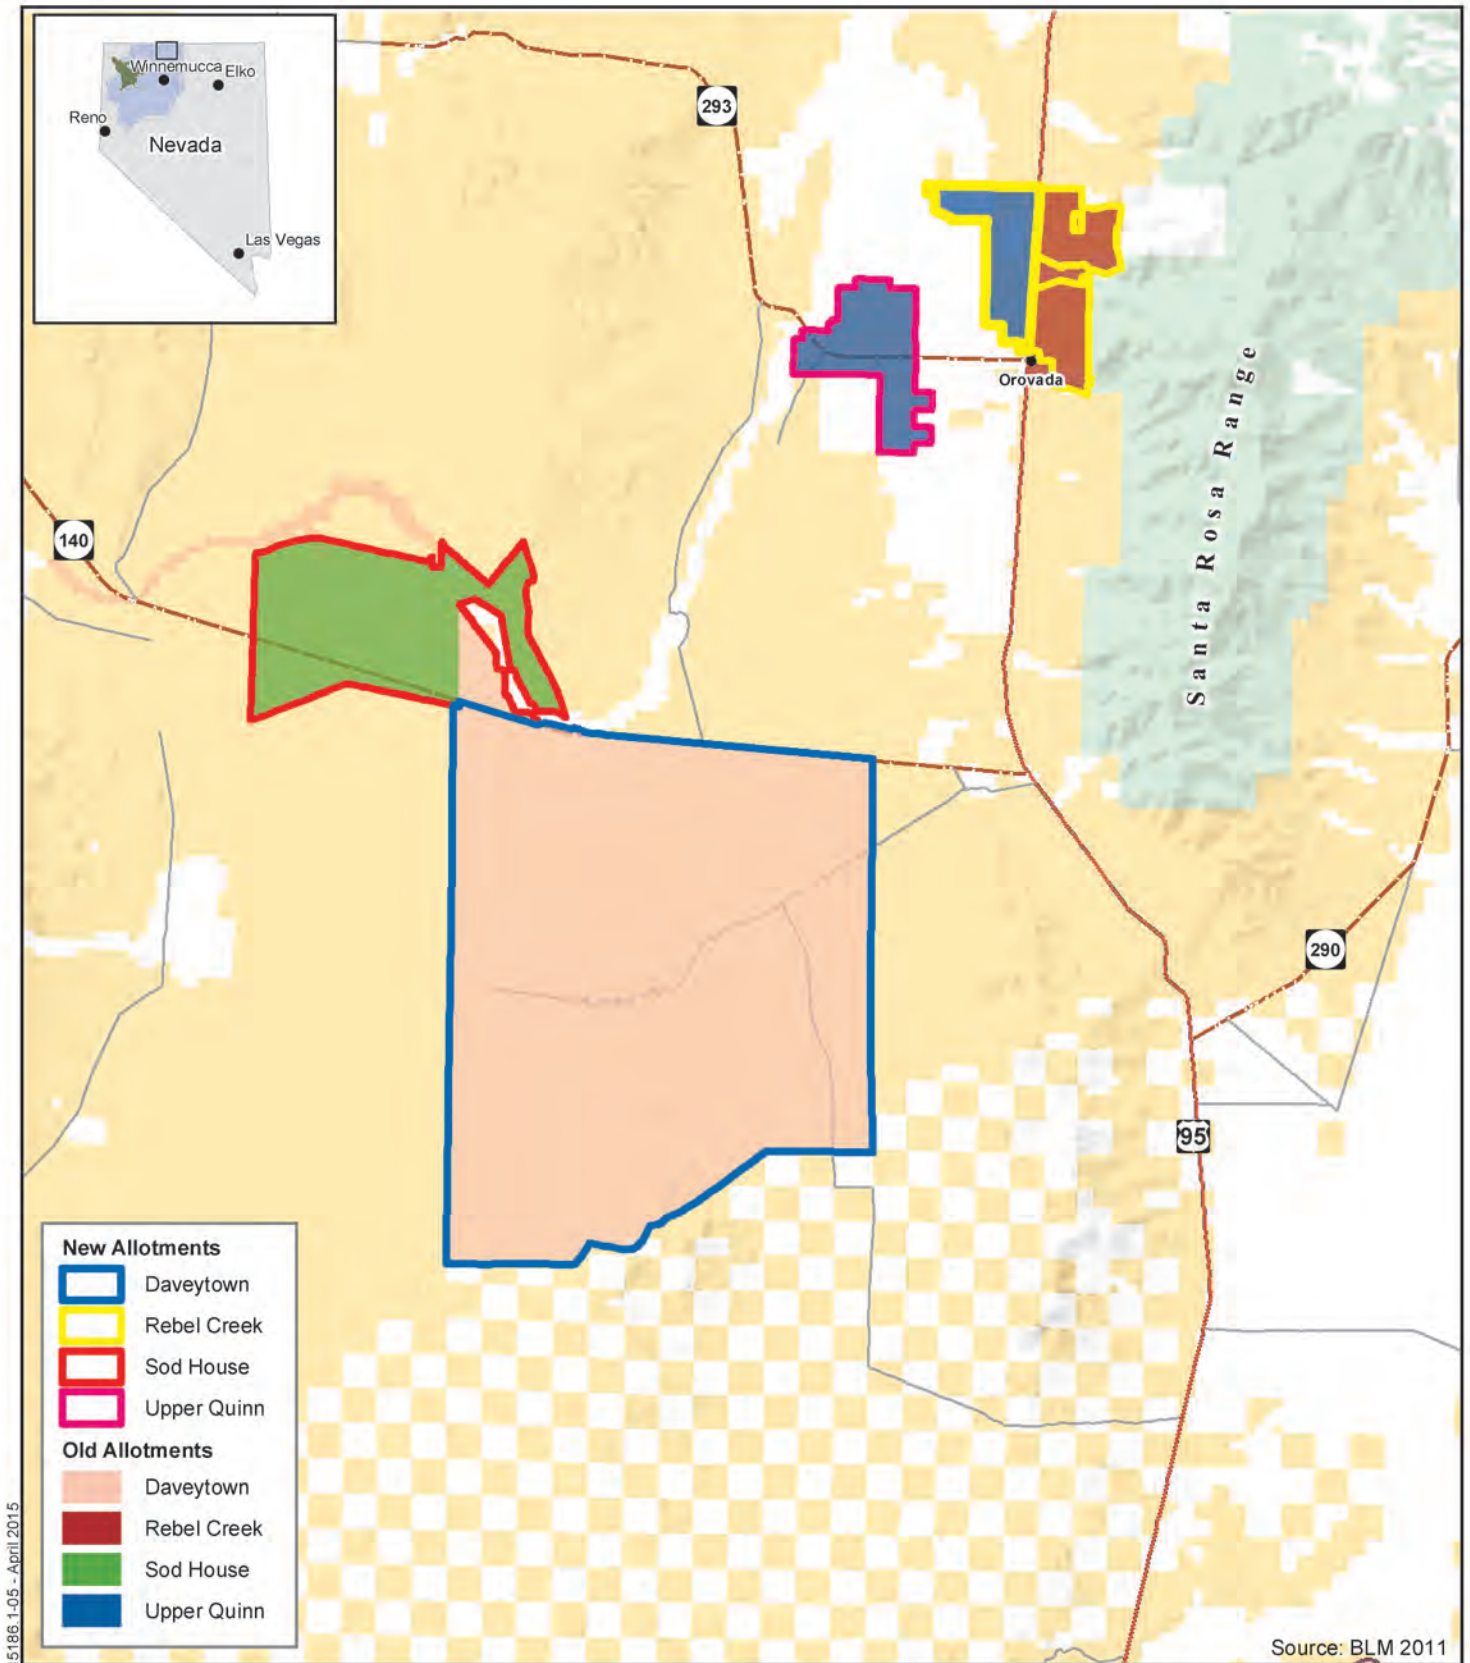 Winnemucca
Elko
Reno
Nevada
Las Vegas
293
Orovada
Santa Rosa Range
140
290
95
New Allotments
Daveytown
Rebel Creek
Sod House
Upper Quinn
Old Allotments
Daveytown
Rebel Creek
Sod House
Upper Quinn
5186.1-05 - April 2015
Source: BLM 2011